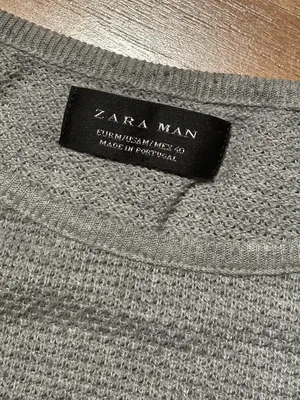 ZARA MAN
EUR M/USA M/MEX 40
MADE IN PORTUGAL